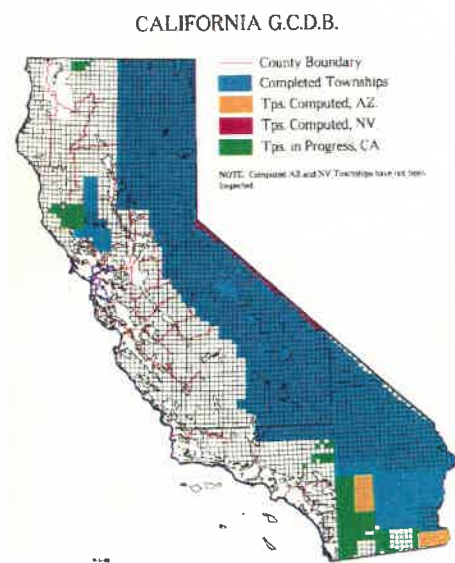 CALIFORNIA G.C.D.B.
County Boundary
Completed Townships
Tps. Computed, AZ.
Tps. Computed, NV.
Tps. in Progress, CA
NOTE. Computed AZ and NV Townships have not been
inspected